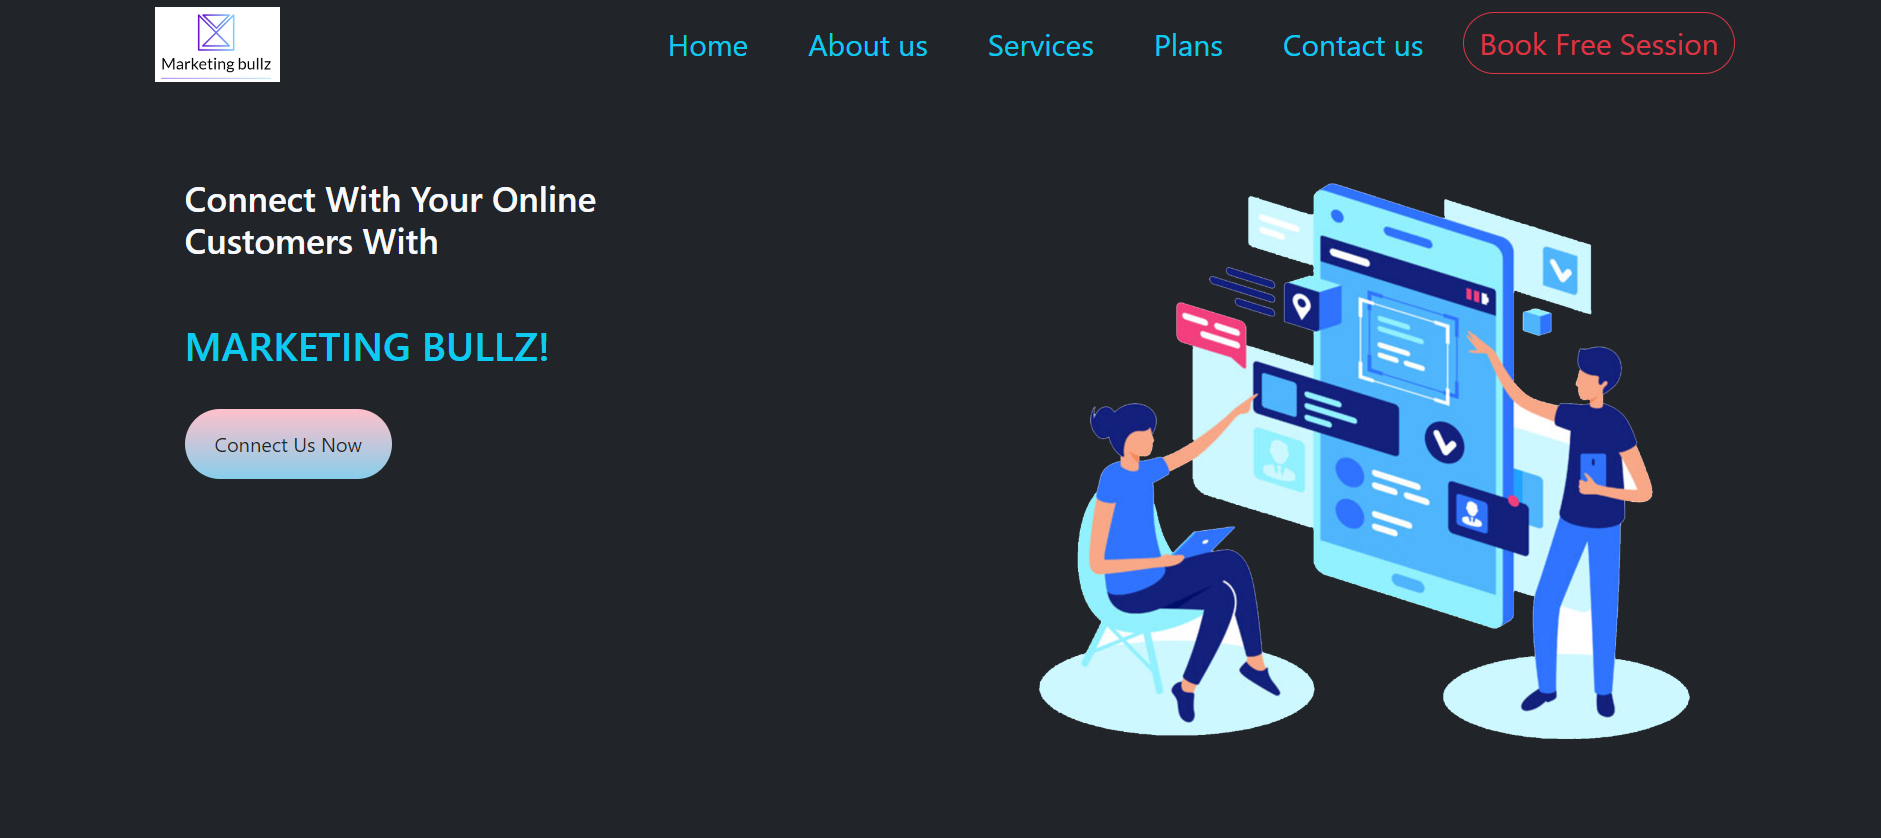 Marketing bullz
Home
About us
Services
Plans
Contact us
Book Free Session
Connect With Your Online
Customers With
MARKETING BULLZ!
Connect Us Now